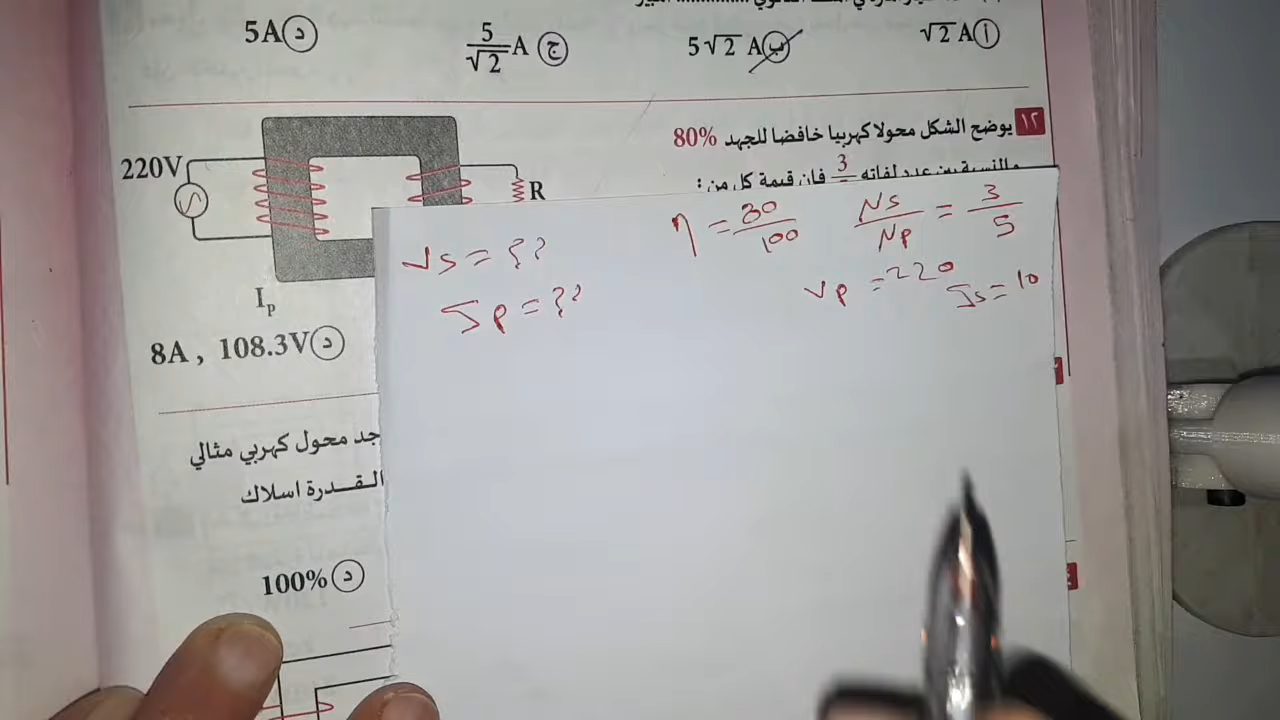 أ √2 A
ب 5√2 A
ج 5/√2 A
د 5A
١٢ يوضح الشكل محولا كهربيا خافضا للجهد 80%
فإن قيمة كل من :
220V
R
I_p
η = 80/100
Ns/Np = 3/5
Vs = ??
Vp = 220
Is = 10
Ip = ??
د 8A , 108.3V
جد محول كهربي مثالي
القـدرة اسلاك
د 100%